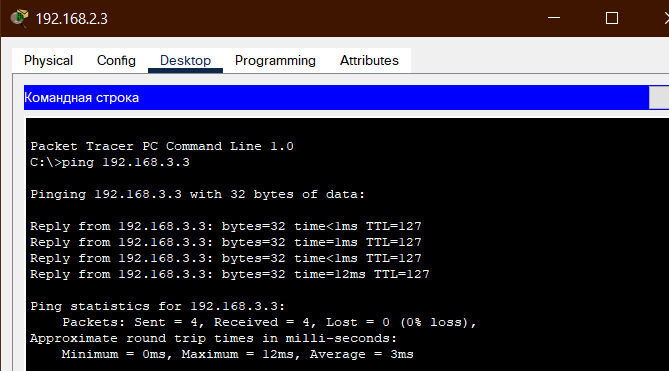 192.168.2.3
Physical Config Desktop Programming Attributes
Командная строка
Packet Tracer PC Command Line 1.0
C:\>ping 192.168.3.3
Pinging 192.168.3.3 with 32 bytes of data:
Reply from 192.168.3.3: bytes=32 time<1ms TTL=127
Reply from 192.168.3.3: bytes=32 time=1ms TTL=127
Reply from 192.168.3.3: bytes=32 time<1ms TTL=127
Reply from 192.168.3.3: bytes=32 time=12ms TTL=127
Ping statistics for 192.168.3.3:
Packets: Sent = 4, Received = 4, Lost = 0 (0% loss),
Approximate round trip times in milli-seconds:
Minimum = 0ms, Maximum = 12ms, Average = 3ms